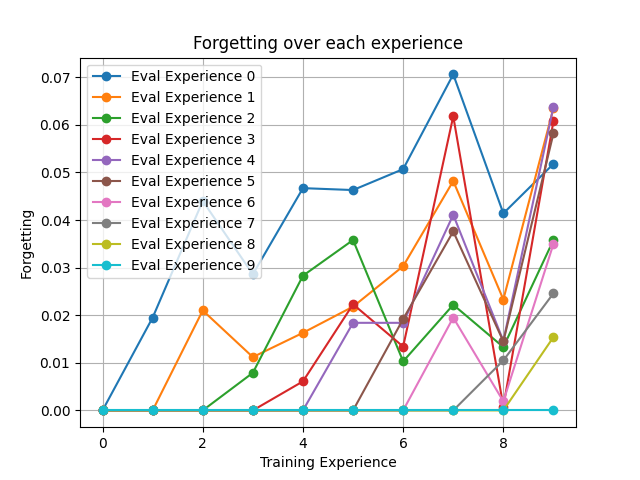 Forgetting over each experience
Eval Experience 0
Eval Experience 1
Eval Experience 2
Eval Experience 3
Eval Experience 4
Eval Experience 5
Eval Experience 6
Eval Experience 7
Eval Experience 8
Eval Experience 9
Forgetting
0.07
0.06
0.05
0.04
0.03
0.02
0.01
0.00
0 2 4 6 8
Training Experience